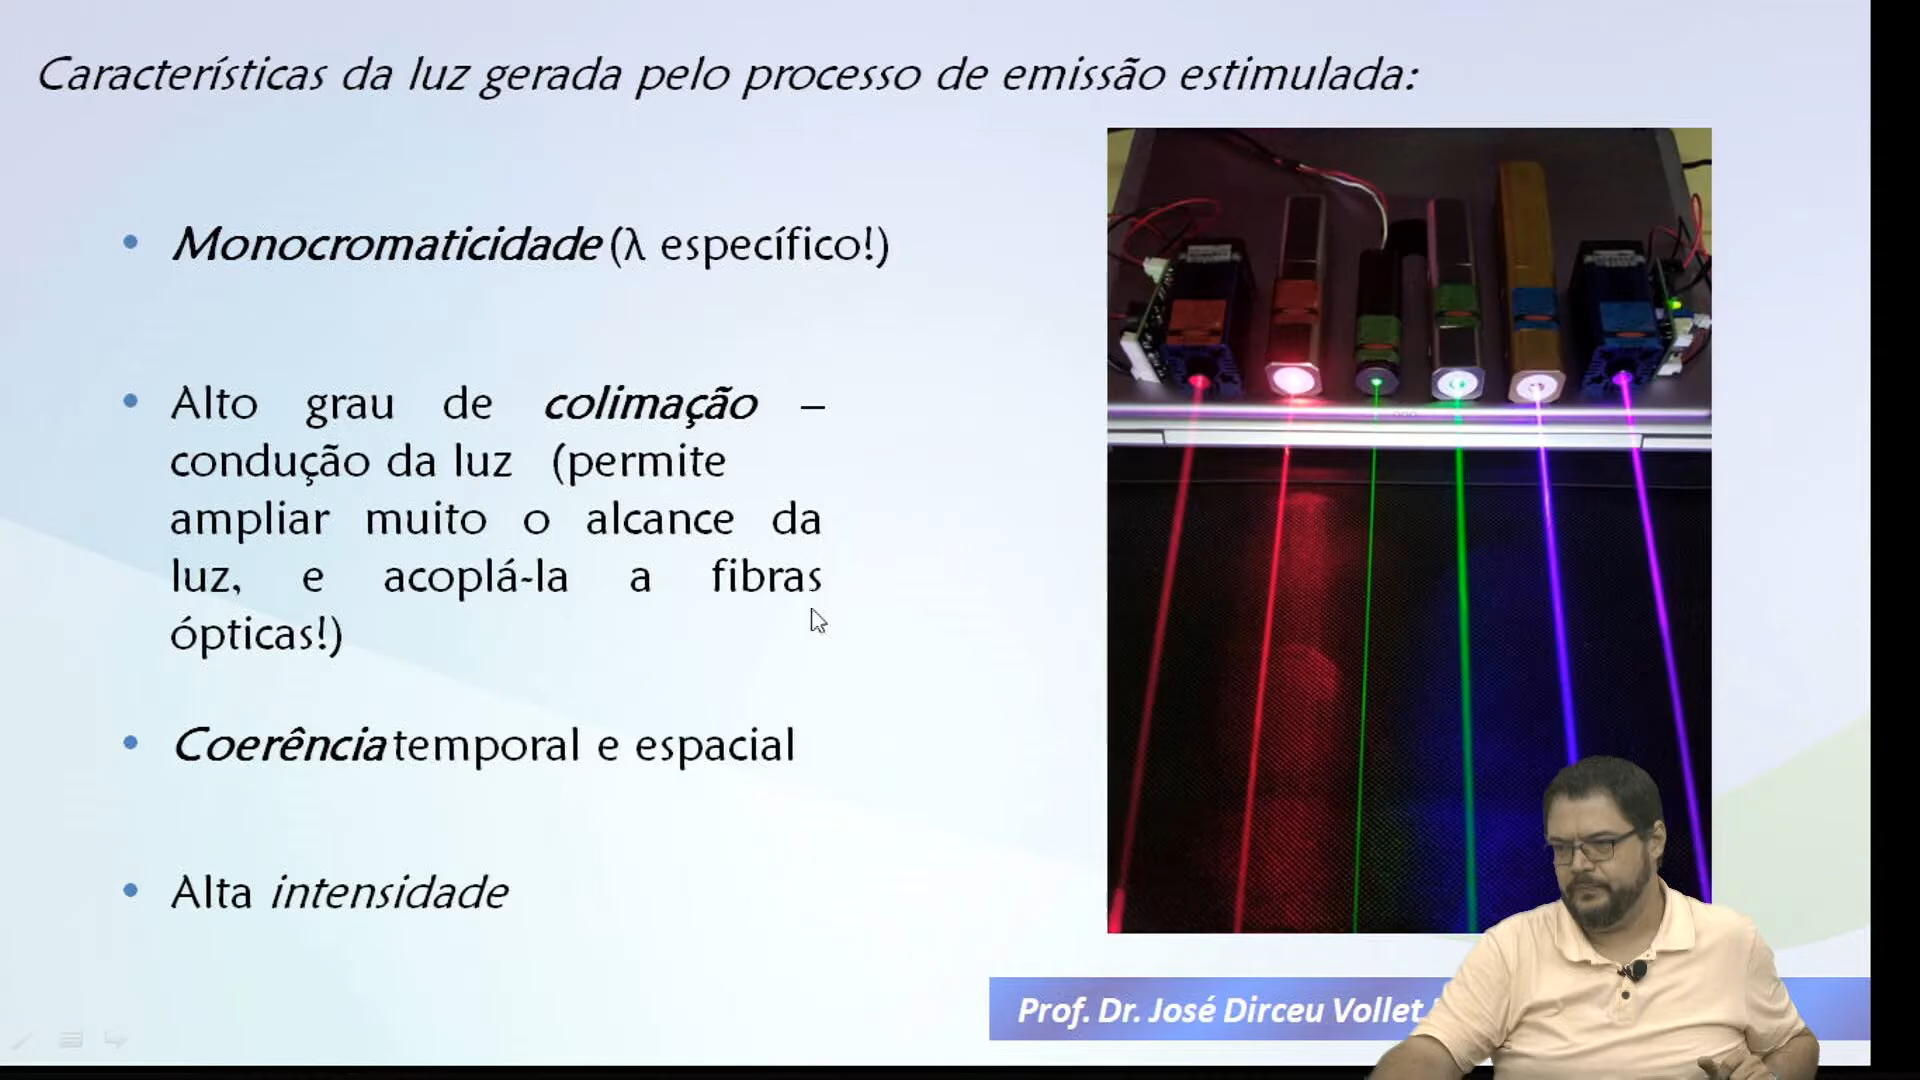 Características da luz gerada pelo processo de emissão estimulada:
• Monocromaticidade (λ específico!)
• Alto grau de colimação –
condução da luz (permite
ampliar muito o alcance da
luz, e acoplá-la a fibras
ópticas!)
• Coerência temporal e espacial
• Alta intensidade
Prof. Dr. José Dirceu Vollet